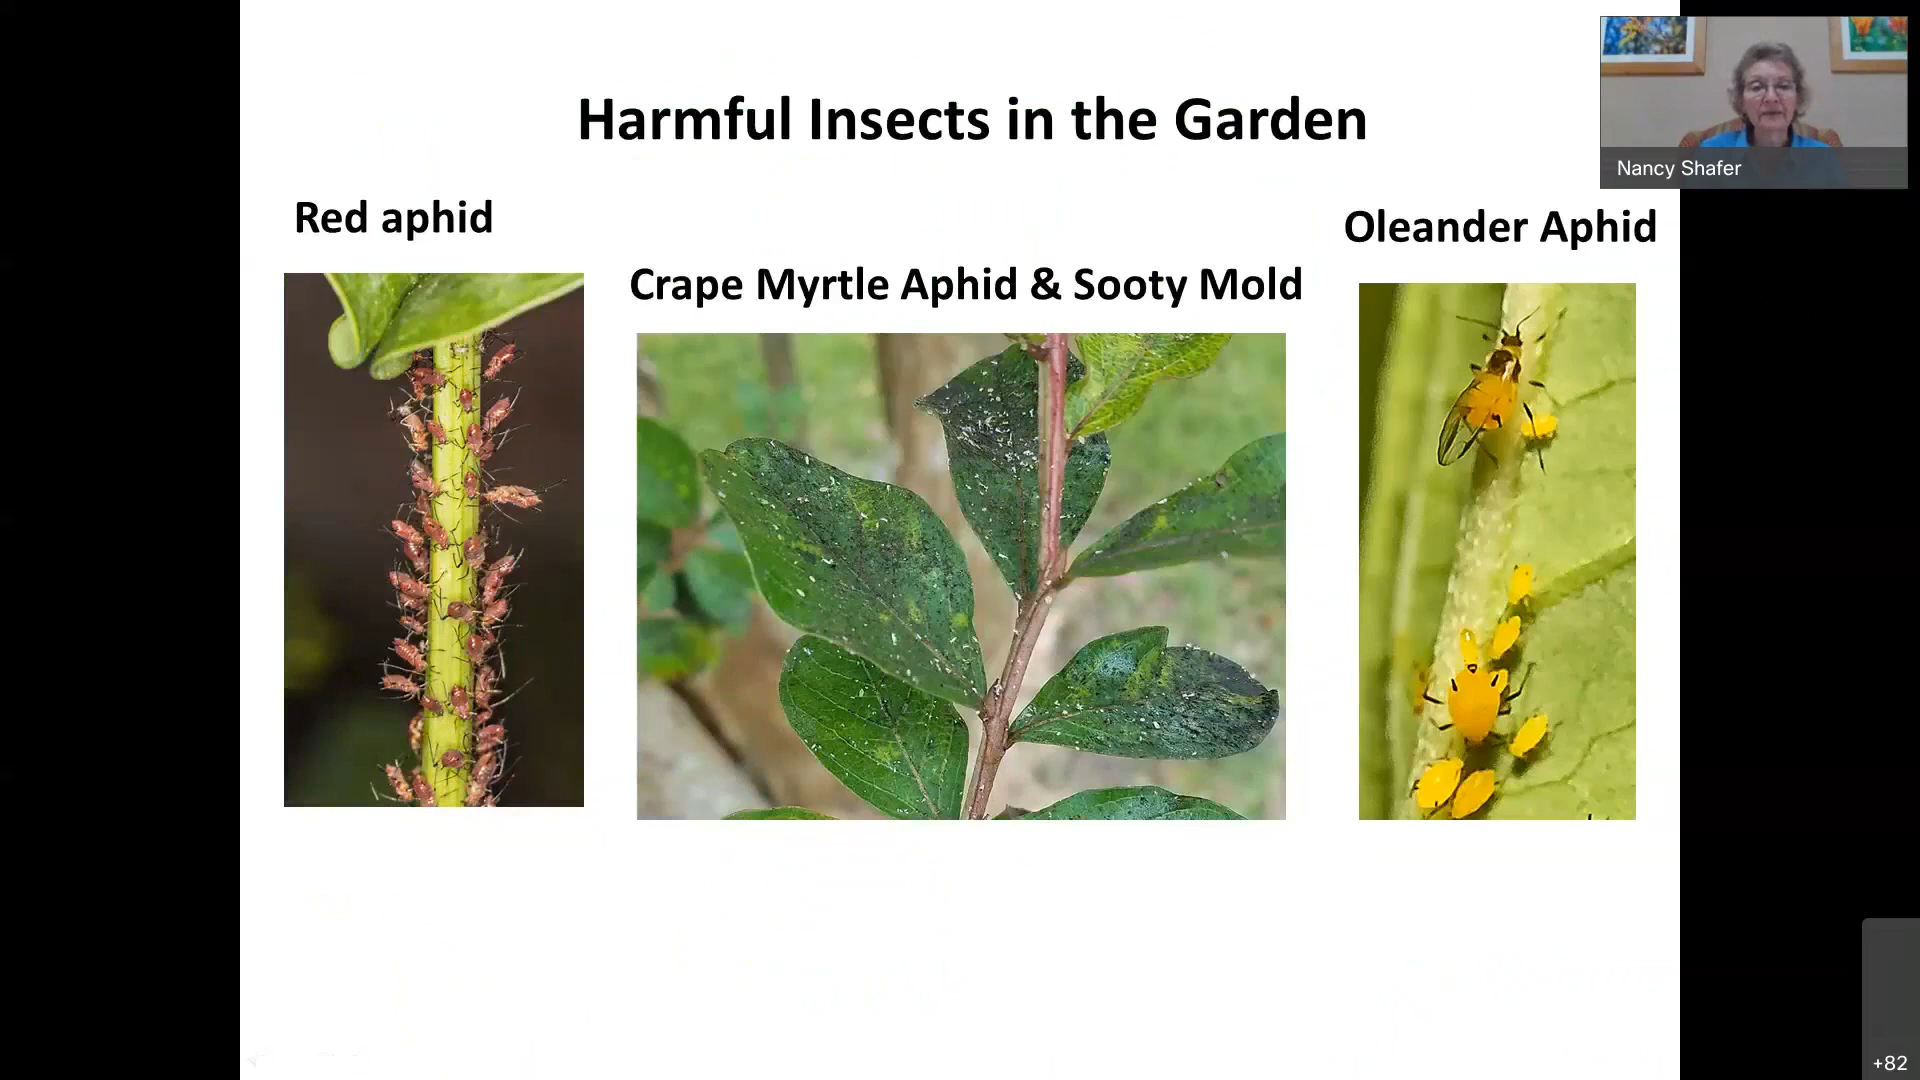 Harmful Insects in the Garden
Nancy Shafer
Red aphid
Oleander Aphid
Crape Myrtle Aphid & Sooty Mold
+82